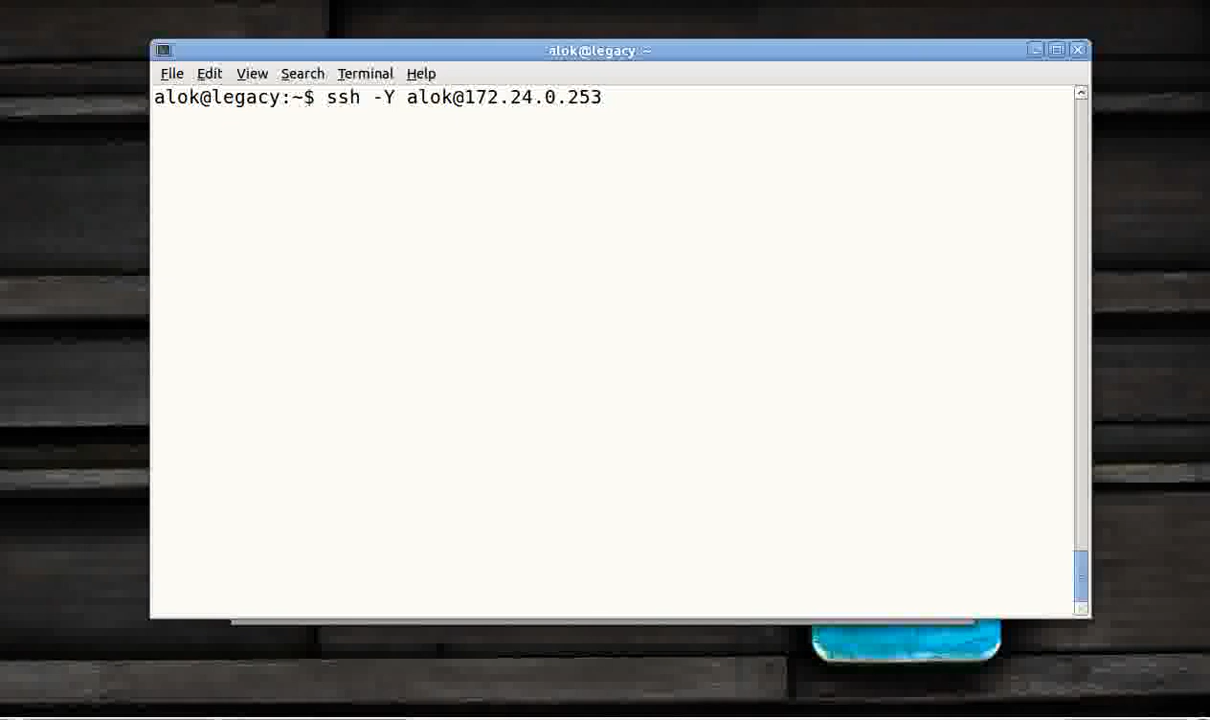 alok@legacy: ~
File Edit View Search Terminal Help
alok@legacy:~$ ssh -Y alok@172.24.0.253